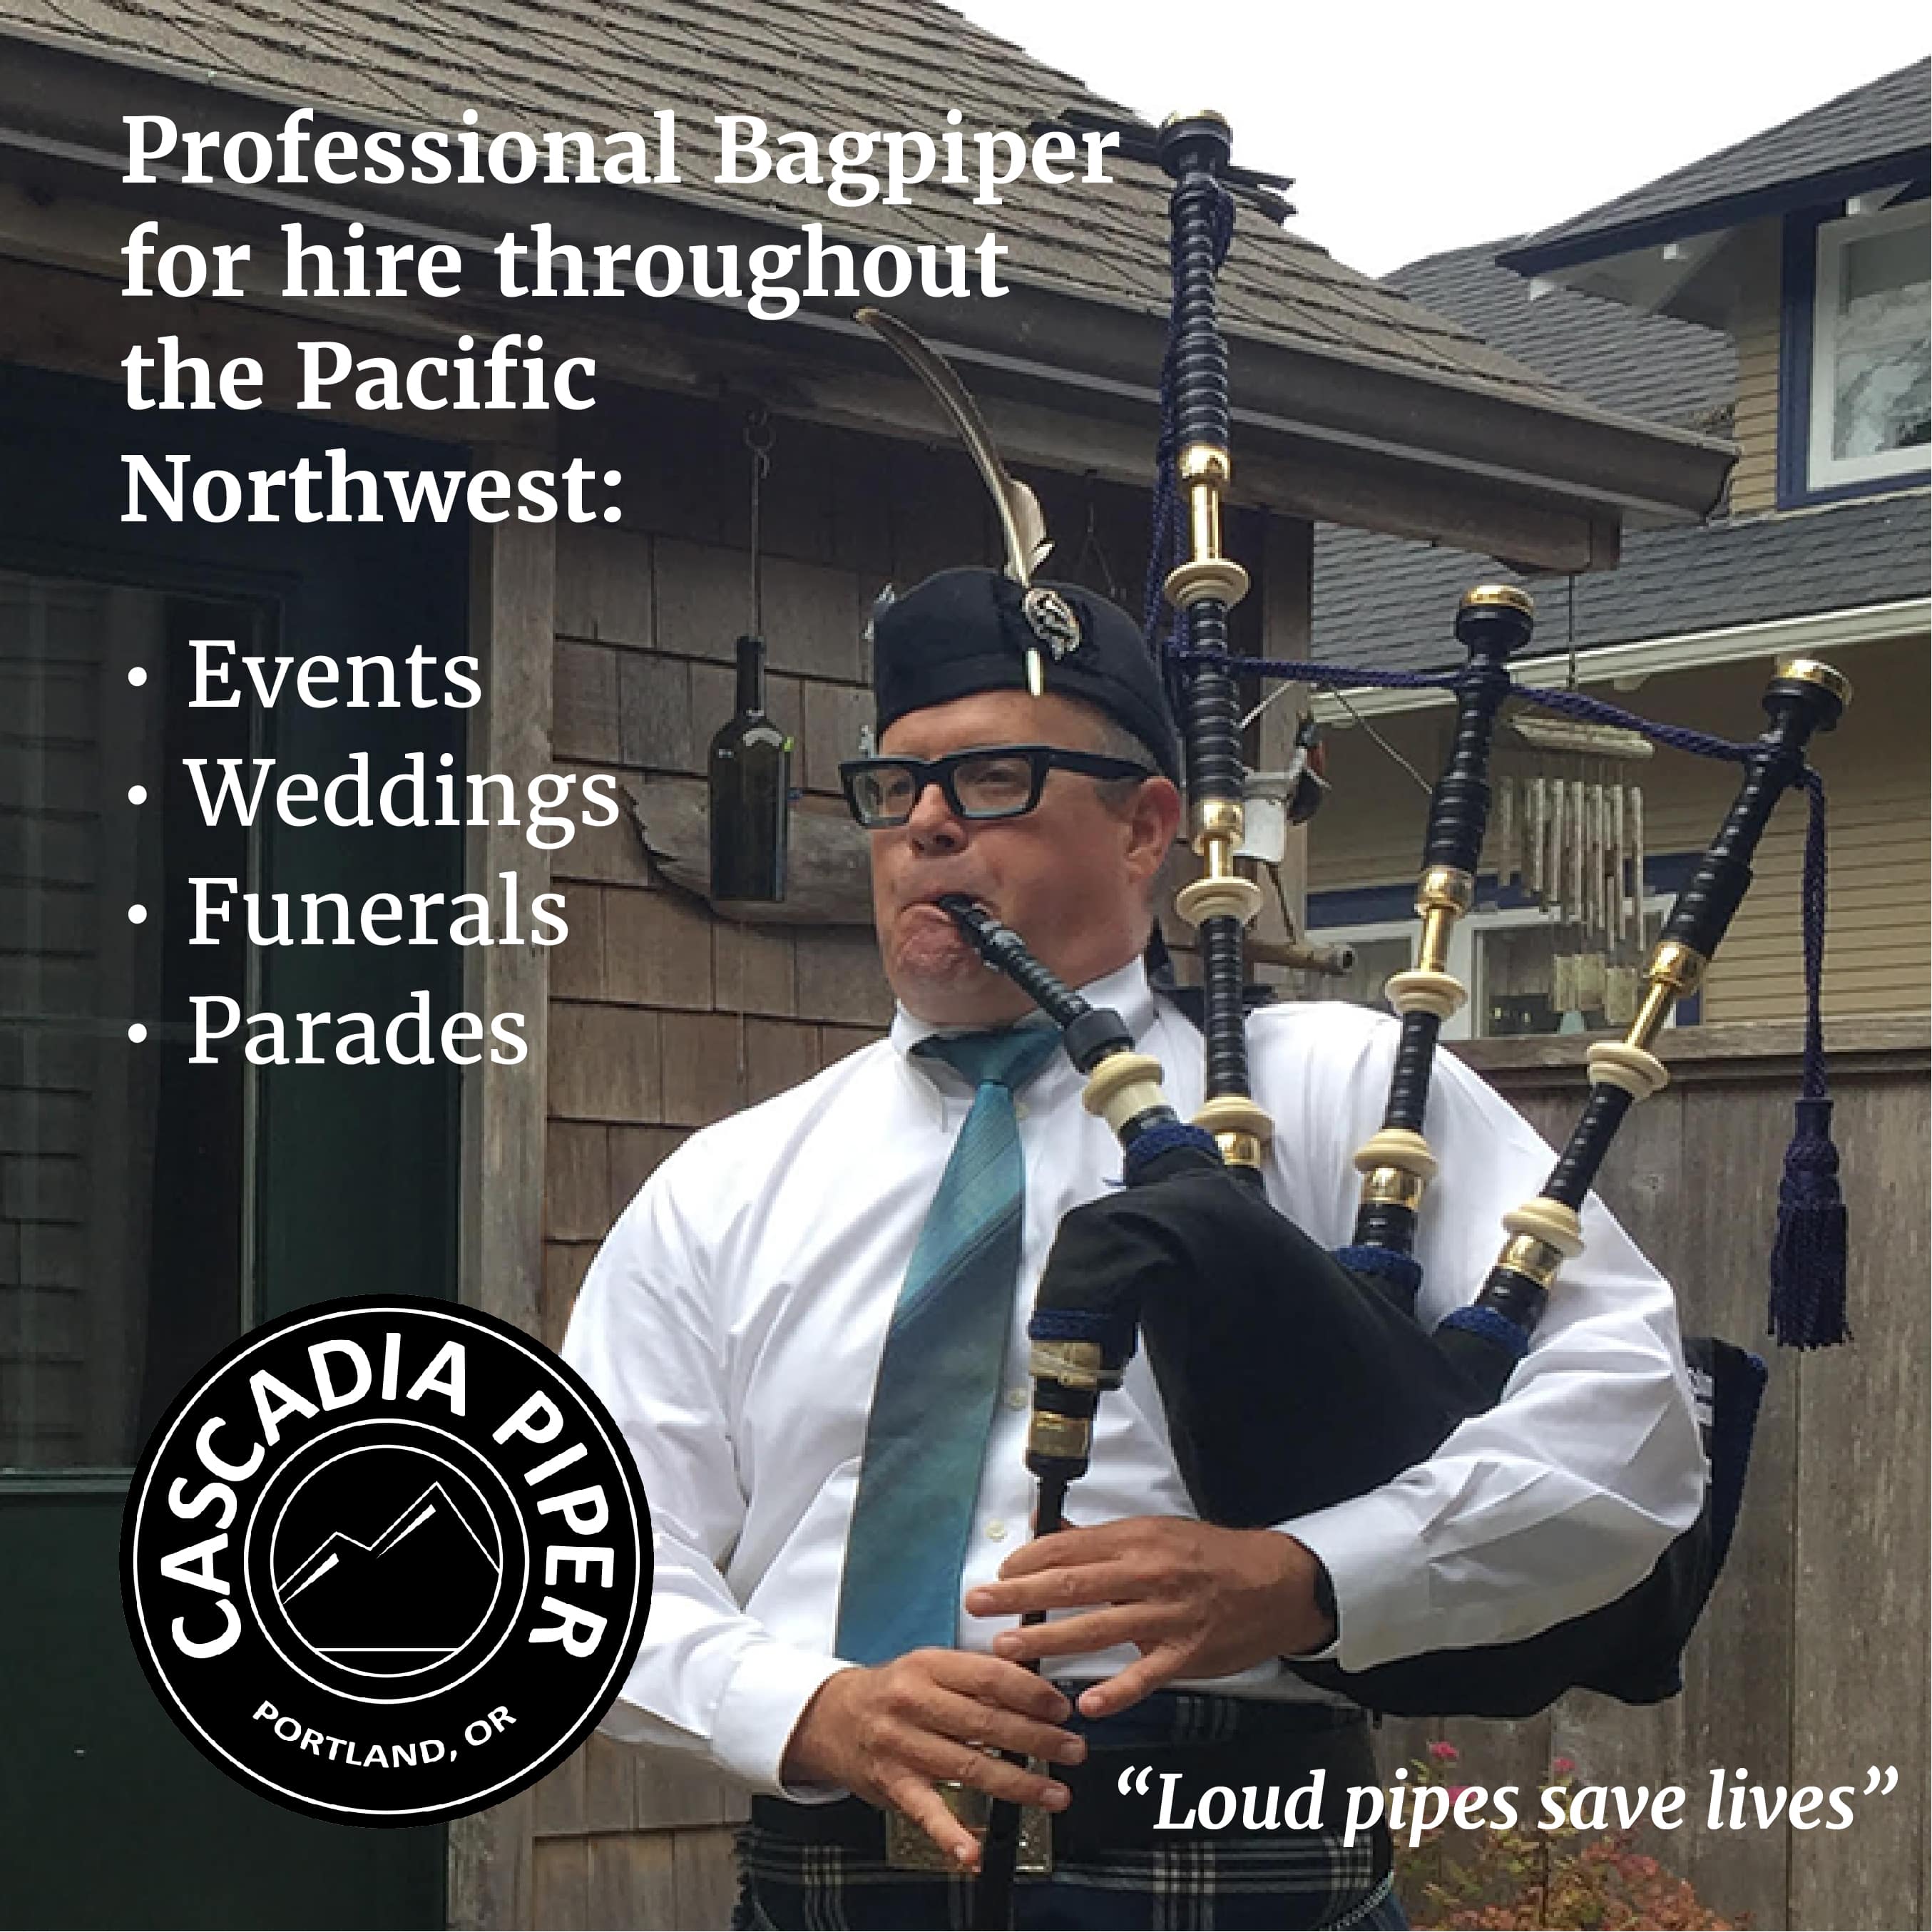 Professional Bagpiper
for hire throughout
the Pacific
Northwest:
• Events
• Weddings
• Funerals
• Parades
CASCADIA PIPER
PORTLAND, OR
“Loud pipes save lives”